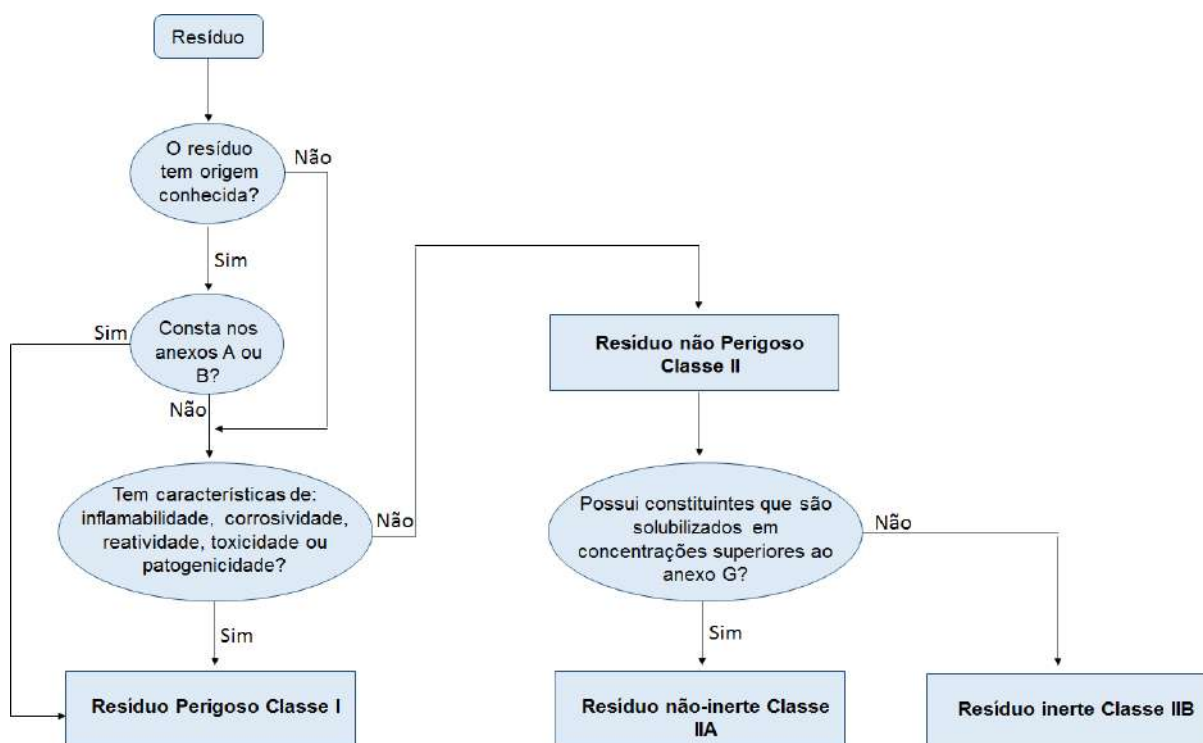 Resíduo
O resíduo
tem origem
conhecida?
Não
Sim
Sim
Consta nos
anexos A ou
B?
Não
Tem características de:
inflamabilidade, corrosividade,
reatividade, toxicidade ou
patogenicidade?
Não
Sim
Resíduo Perigoso Classe I
Resíduo não Perigoso
Classe II
Possui constituintes que são
solubilizados em
concentrações superiores ao
anexo G?
Não
Sim
Resíduo não-inerte Classe
IIA
Resíduo inerte Classe IIB